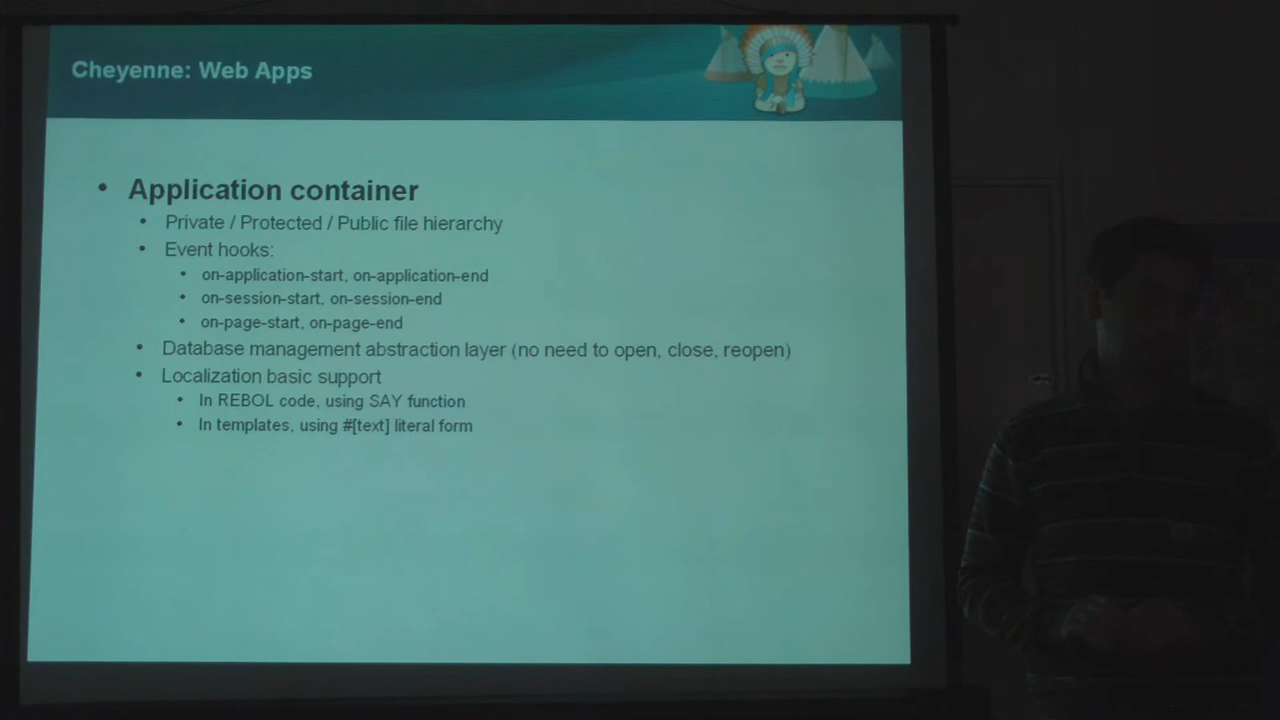 Cheyenne: Web Apps
• Application container
• Private / Protected / Public file hierarchy
• Event hooks:
• on-application-start, on-application-end
• on-session-start, on-session-end
• on-page-start, on-page-end
• Database management abstraction layer (no need to open, close, reopen)
• Localization basic support
• In REBOL code, using SAY function
• In templates, using #[text] literal form